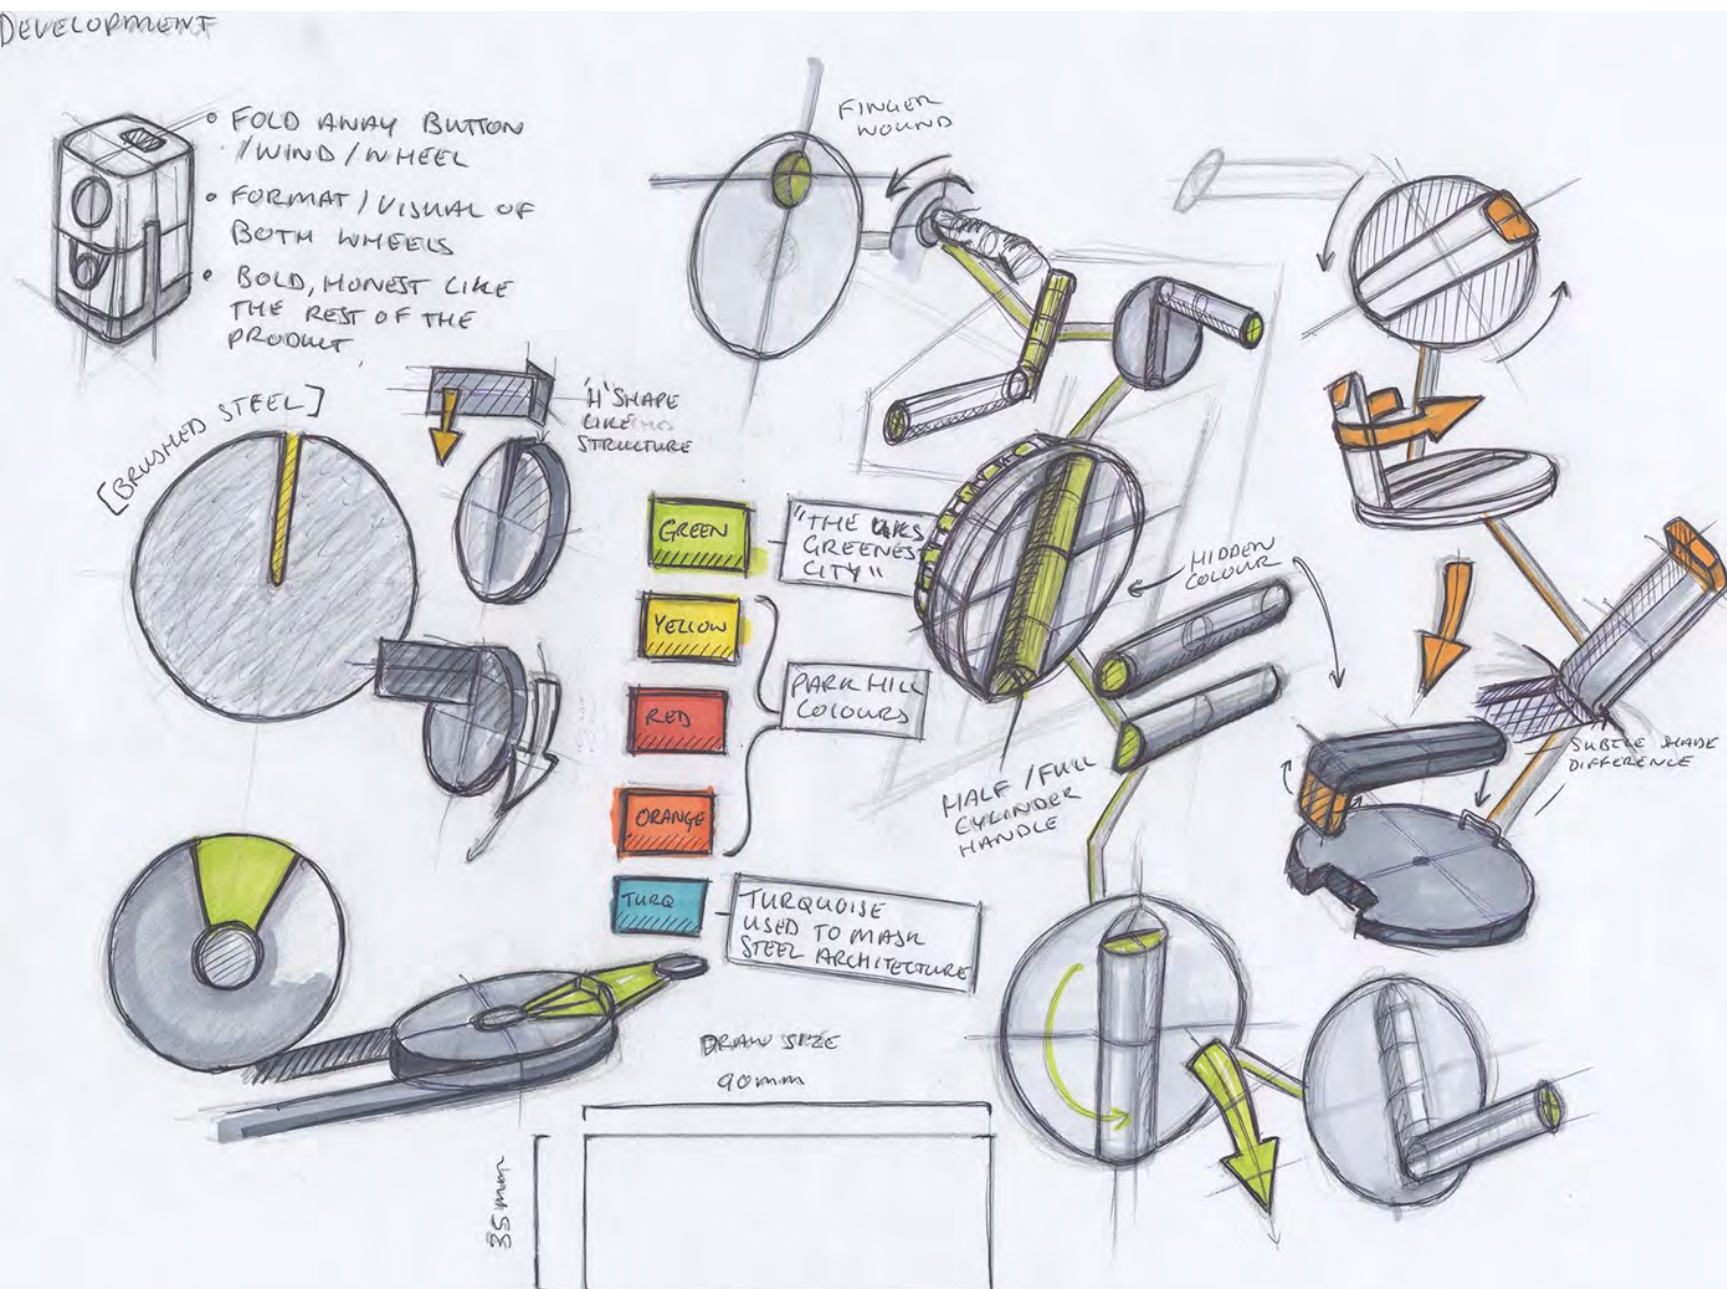 DEVELOPMENT
• FOLD AWAY BUTTON
/WIND/WHEEL
• FORMAT/VISUAL OF
BOTH WHEELS
• BOLD, HONEST LIKE
THE REST OF THE
PRODUCT
FINGER
WOUND
[BRUSHED STEEL]
'H' SHAPE
LIKE
STRUCTURE
GREEN
"THE UKS
GREENEST
CITY"
YELLOW
RED
ORANGE
PARK HILL
COLOURS
TURQ
TURQUOISE
USED TO MASK
STEEL ARCHITECTURE
HIDDEN
COLOUR
HALF/FULL
CYLINDER
HANDLE
SUBTLE SHADE
DIFFERENCE
DRAW SIZE
90mm
35mm